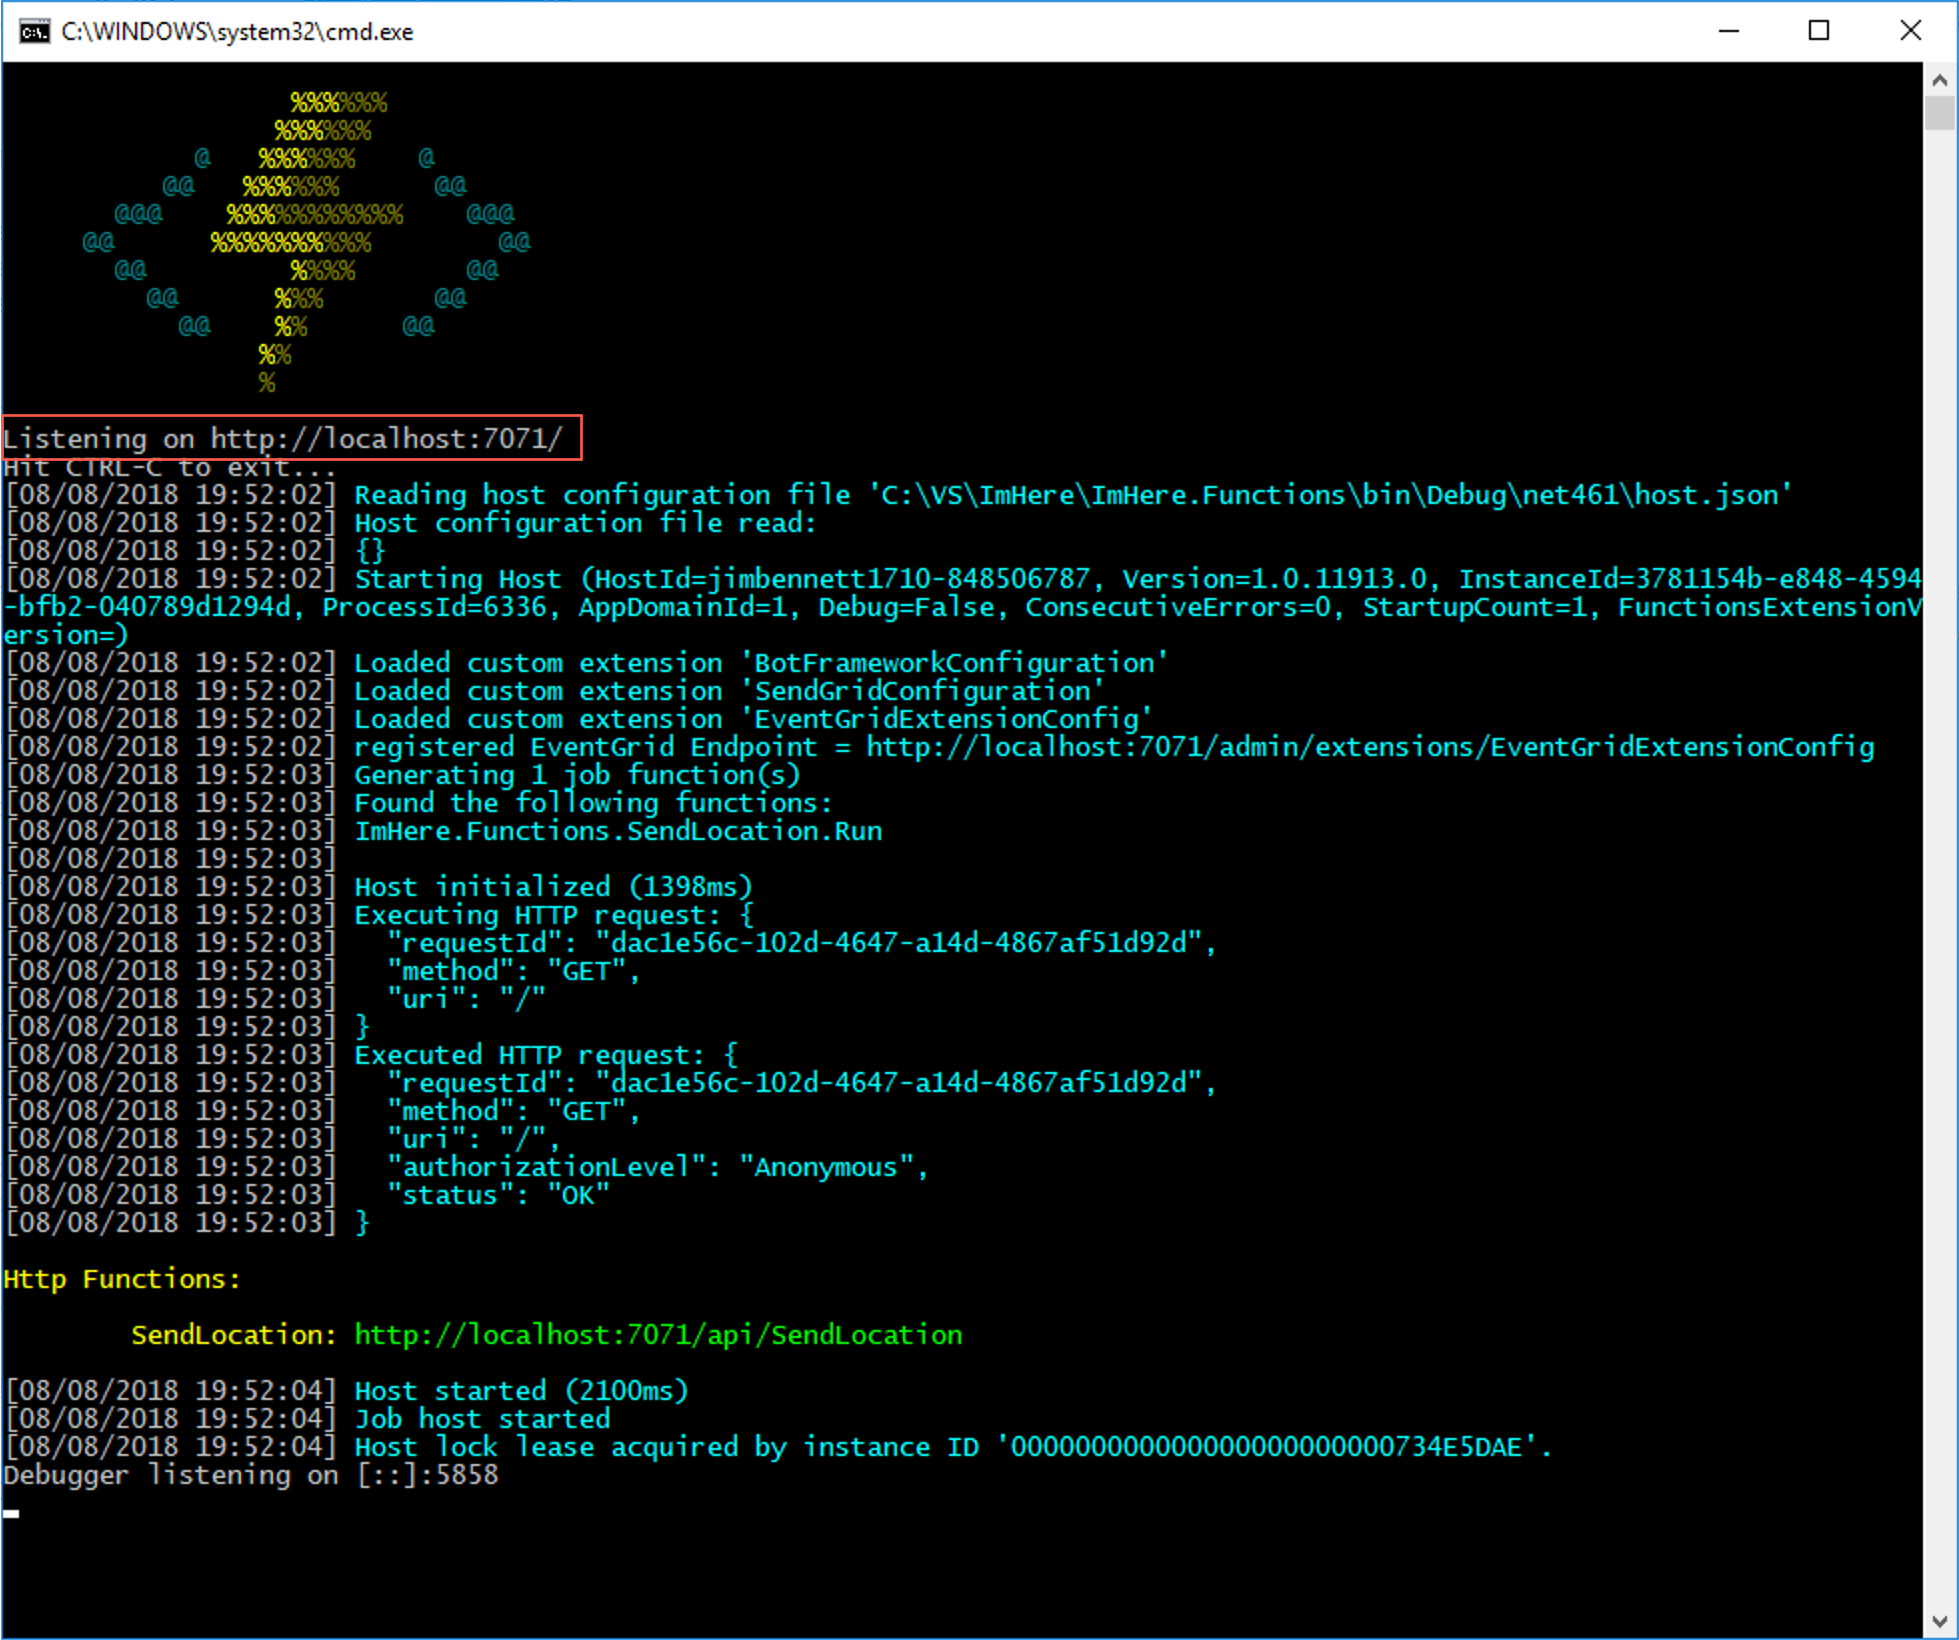 C:\WINDOWS\system32\cmd.exe
%%%%%%
%%%%%%
@ %%%%%% @
@@ %%%%%% @@
@@@ %%%%%%%%%%% @@@
@@ %%%%%%%%%% @@
@@ %%%% @@
@@ %%% @@
@@ %% @@
%%
%
Listening on http://localhost:7071/
Hit CTRL-C to exit...
[08/08/2018 19:52:02] Reading host configuration file 'C:\VS\ImHere\ImHere.Functions\bin\Debug\net461\host.json'
[08/08/2018 19:52:02] Host configuration file read:
[08/08/2018 19:52:02] {}
[08/08/2018 19:52:02] Starting Host (HostId=jimbennett1710-848506787, Version=1.0.11913.0, InstanceId=3781154b-e848-4594
-bfb2-040789d1294d, ProcessId=6336, AppDomainId=1, Debug=False, ConsecutiveErrors=0, StartupCount=1, FunctionsExtensionV
ersion=)
[08/08/2018 19:52:02] Loaded custom extension 'BotFrameworkConfiguration'
[08/08/2018 19:52:02] Loaded custom extension 'SendGridConfiguration'
[08/08/2018 19:52:02] Loaded custom extension 'EventGridExtensionConfig'
[08/08/2018 19:52:02] registered EventGrid Endpoint = http://localhost:7071/admin/extensions/EventGridExtensionConfig
[08/08/2018 19:52:03] Generating 1 job function(s)
[08/08/2018 19:52:03] Found the following functions:
[08/08/2018 19:52:03] ImHere.Functions.SendLocation.Run
[08/08/2018 19:52:03]
[08/08/2018 19:52:03] Host initialized (1398ms)
[08/08/2018 19:52:03] Executing HTTP request: {
[08/08/2018 19:52:03]   "requestId": "dac1e56c-102d-4647-a14d-4867af51d92d",
[08/08/2018 19:52:03]   "method": "GET",
[08/08/2018 19:52:03]   "uri": "/"
[08/08/2018 19:52:03] }
[08/08/2018 19:52:03] Executed HTTP request: {
[08/08/2018 19:52:03]   "requestId": "dac1e56c-102d-4647-a14d-4867af51d92d",
[08/08/2018 19:52:03]   "method": "GET",
[08/08/2018 19:52:03]   "uri": "/",
[08/08/2018 19:52:03]   "authorizationLevel": "Anonymous",
[08/08/2018 19:52:03]   "status": "OK"
[08/08/2018 19:52:03] }
Http Functions:
SendLocation: http://localhost:7071/api/SendLocation
[08/08/2018 19:52:04] Host started (2100ms)
[08/08/2018 19:52:04] Job host started
[08/08/2018 19:52:04] Host lock lease acquired by instance ID '000000000000000000000000734E5DAE'.
Debugger listening on [::]:5858